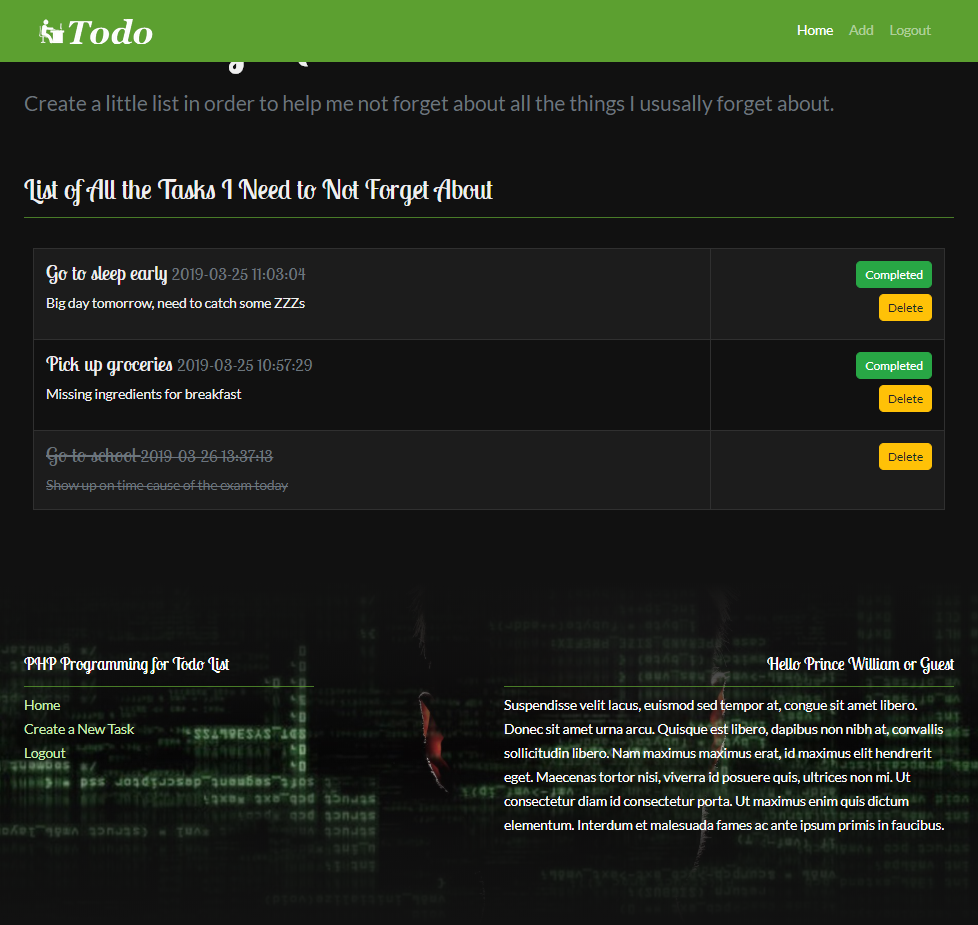 Todo
Home Add Logout
Create a little list in order to help me not forget about all the things I ususally forget about.
List of All the Tasks I Need to Not Forget About
Go to sleep early 2019-03-25 11:03:04
Completed
Big day tomorrow, need to catch some ZZZs
Delete
Pick up groceries 2019-03-25 10:57:29
Completed
Missing ingredients for breakfast
Delete
Go to school 2019-03-26 13:37:13
Delete
Show up on time cause of the exam today
PHP Programming for Todo List
Home
Create a New Task
Logout
Hello Prince William or Guest
Suspendisse velit lacus, euismod sed tempor at, congue sit amet libero.
Donec sit amet urna arcu. Quisque est libero, dapibus non nibh at, convallis
sollicitudin libero. Nam maximus maximus erat, id maximus elit hendrerit
eget. Maecenas tortor nisi, viverra id posuere quis, ultrices non mi. Ut
consectetur diam id consectetur porta. Ut maximus enim quis dictum
elementum. Interdum et malesuada fames ac ante ipsum primis in faucibus.